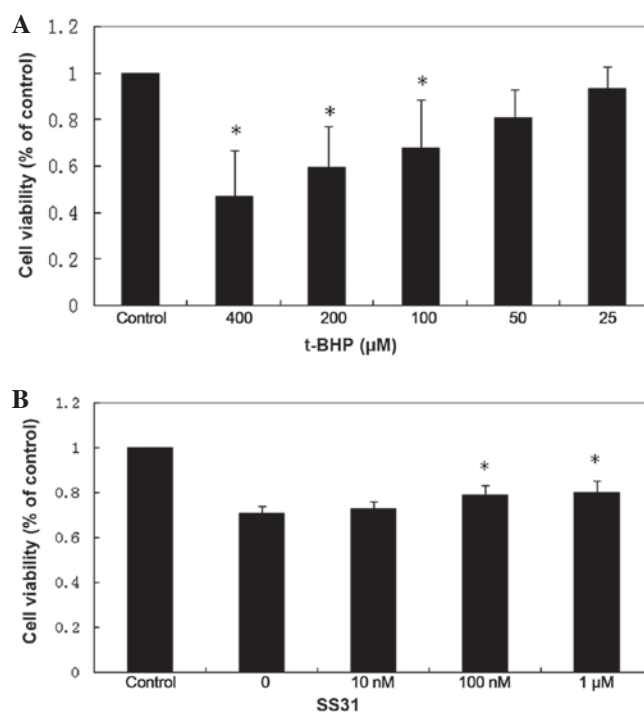 A
1.2
1
0.8
0.6
0.4
0.2
0
Cell viability (% of control)
* * *
Control 400 200 100 50 25
t-BHP (µM)
B
1.2
1
0.8
0.6
0.4
0.2
0
Cell viability (% of control)
* *
Control 0 10 nM 100 nM 1 µM
SS31